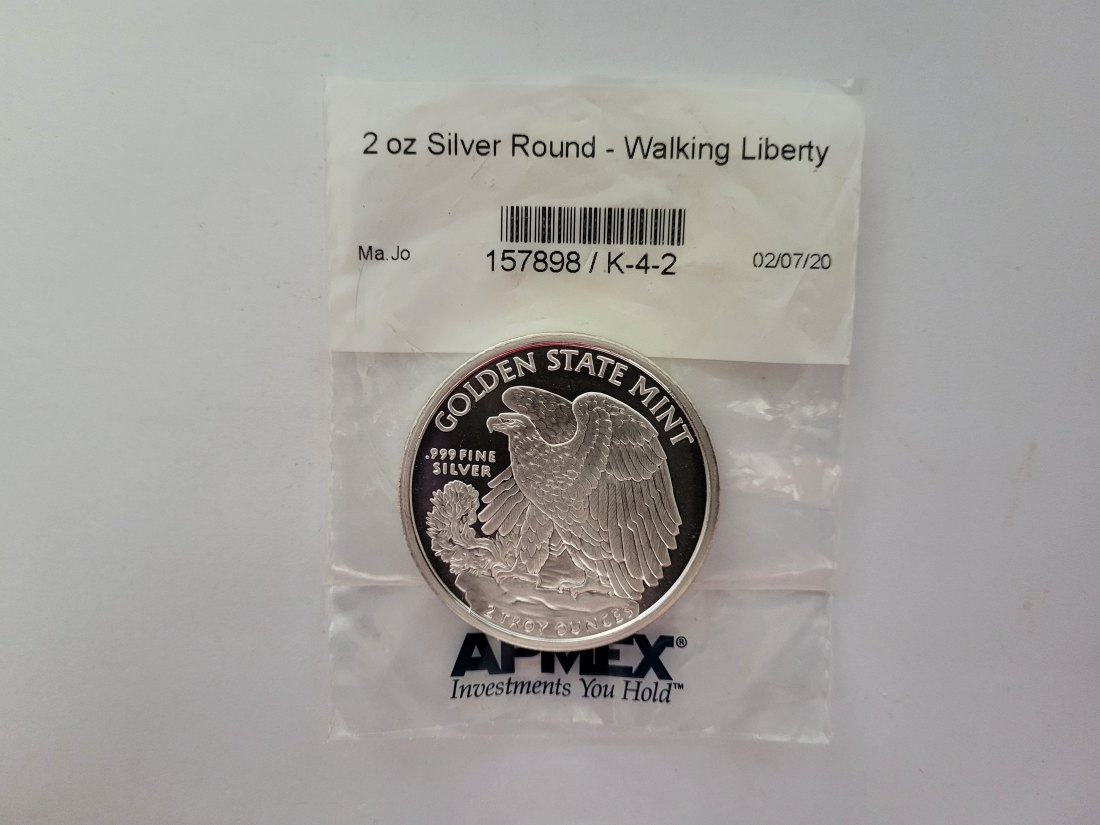 2 oz Silver Round - Walking Liberty
Ma.Jo
157898 / K-4-2
02/07/20
GOLDEN STATE MINT
.999 FINE
SILVER
2 TROY OUNCES
APMEX®
Investments You Hold™